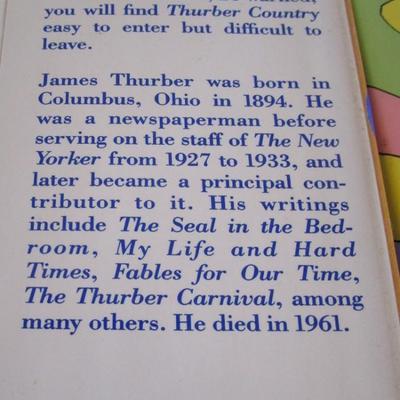 you will find Thurber Country
easy to enter but difficult to
leave.
James Thurber was born in
Columbus, Ohio in 1894. He
was a newspaperman before
serving on the staff of The New
Yorker from 1927 to 1933, and
later became a principal con-
tributor to it. His writings
include The Seal in the Bed-
room, My Life and Hard
Times, Fables for Our Time,
The Thurber Carnival, among
many others. He died in 1961.